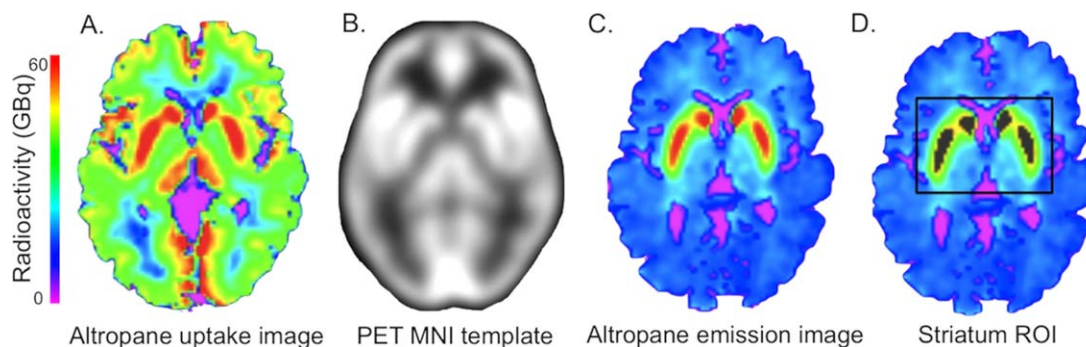 A.
B.
C.
D.
Radioactivity (GBq)
60
0
Altropane uptake image
PET MNI template
Altropane emission image
Striatum ROI